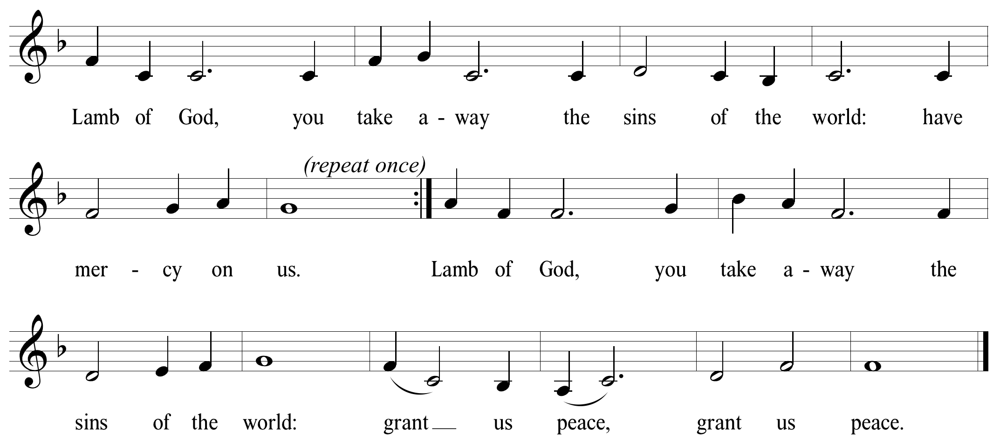 Lamb of God, you take a - way the sins of the world: have
(repeat once)
mer - cy on us. Lamb of God, you take a - way the
sins of the world: grant us peace, grant us peace.